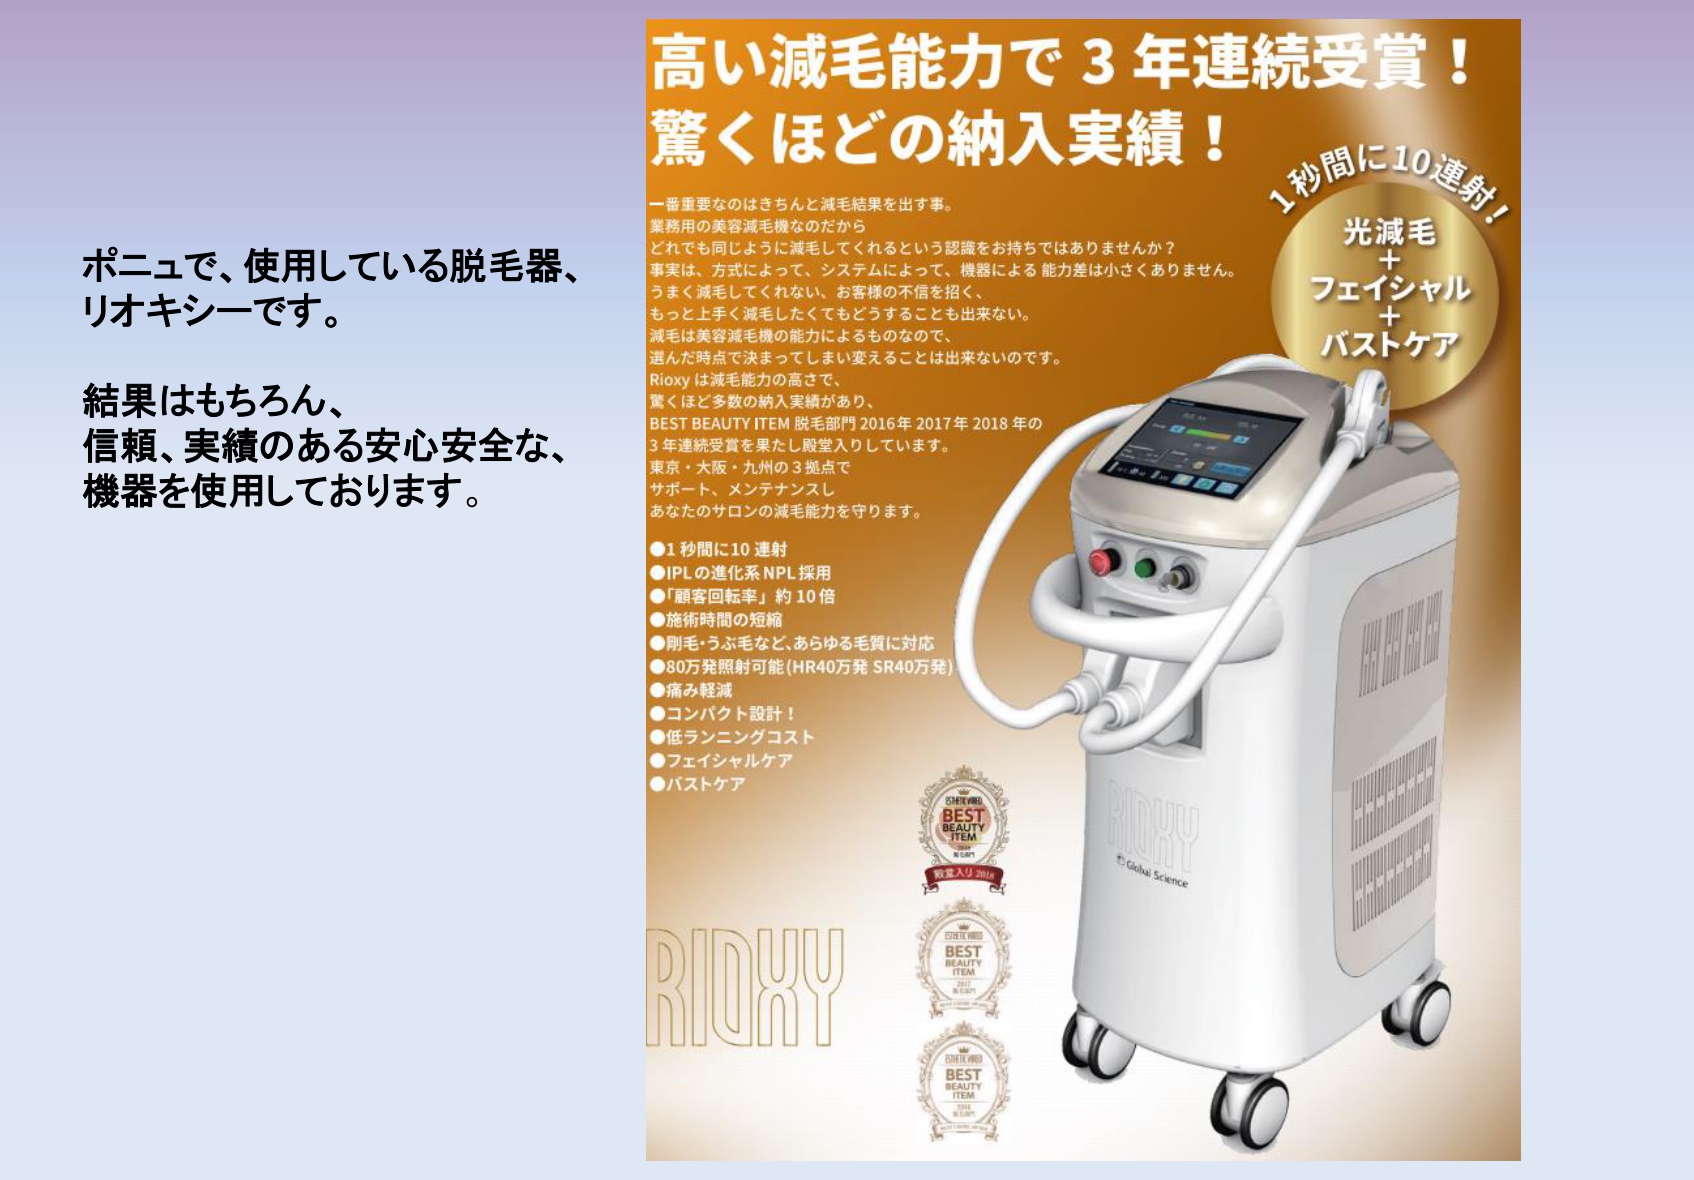 ポニュで、使用している脱毛器、
リオキシーです。
結果はもちろん、
信頼、実績のある安心安全な、
機器を使用しております。
高い減毛能力で3年連続受賞！
驚くほどの納入実績！
1秒間に10連射！
光減毛
＋
フェイシャル
＋
バストケア
一番重要なのはきちんと減毛結果を出す事。
業務用の美容減毛機なのだから
どれでも同じように減毛してくれるという認識をお持ちではありませんか？
事実は、方式によって、システムによって、機器による 能力差は小さくありません。
うまく減毛してくれない、お客様の不信を招く、
もっと上手く減毛したくてもどうすることも出来ない。
減毛は美容減毛機の能力によるものなので、
選んだ時点で決まってしまい変えることは出来ないのです。
Rioxy は減毛能力の高さで、
驚くほど多数の納入実績があり、
BEST BEAUTY ITEM 脱毛部門 2016年 2017年 2018 年の
3 年連続受賞を果たし殿堂入りしています。
東京・大阪・九州の３拠点で
サポート、メンテナンスし
あなたのサロンの減毛能力を守ります。
●1 秒間に10 連射
●IPLの進化系 NPL 採用
●「顧客回転率」約 10 倍
●施術時間の短縮
●剛毛・うぶ毛など、あらゆる毛質に対応
●80万発照射可能(HR40万発 SR40万発)
●痛み軽減
●コンパクト設計！
●低ランニングコスト
●フェイシャルケア
●バストケア
RIOXY
Global Science
ESTHETIC WIRED
BEST
BEAUTY
ITEM
2018
殿堂入り 2018
ESTHETIC WIRED
BEST
BEAUTY
ITEM
2017
ESTHETIC WIRED
BEST
BEAUTY
ITEM
2016
RIOXY